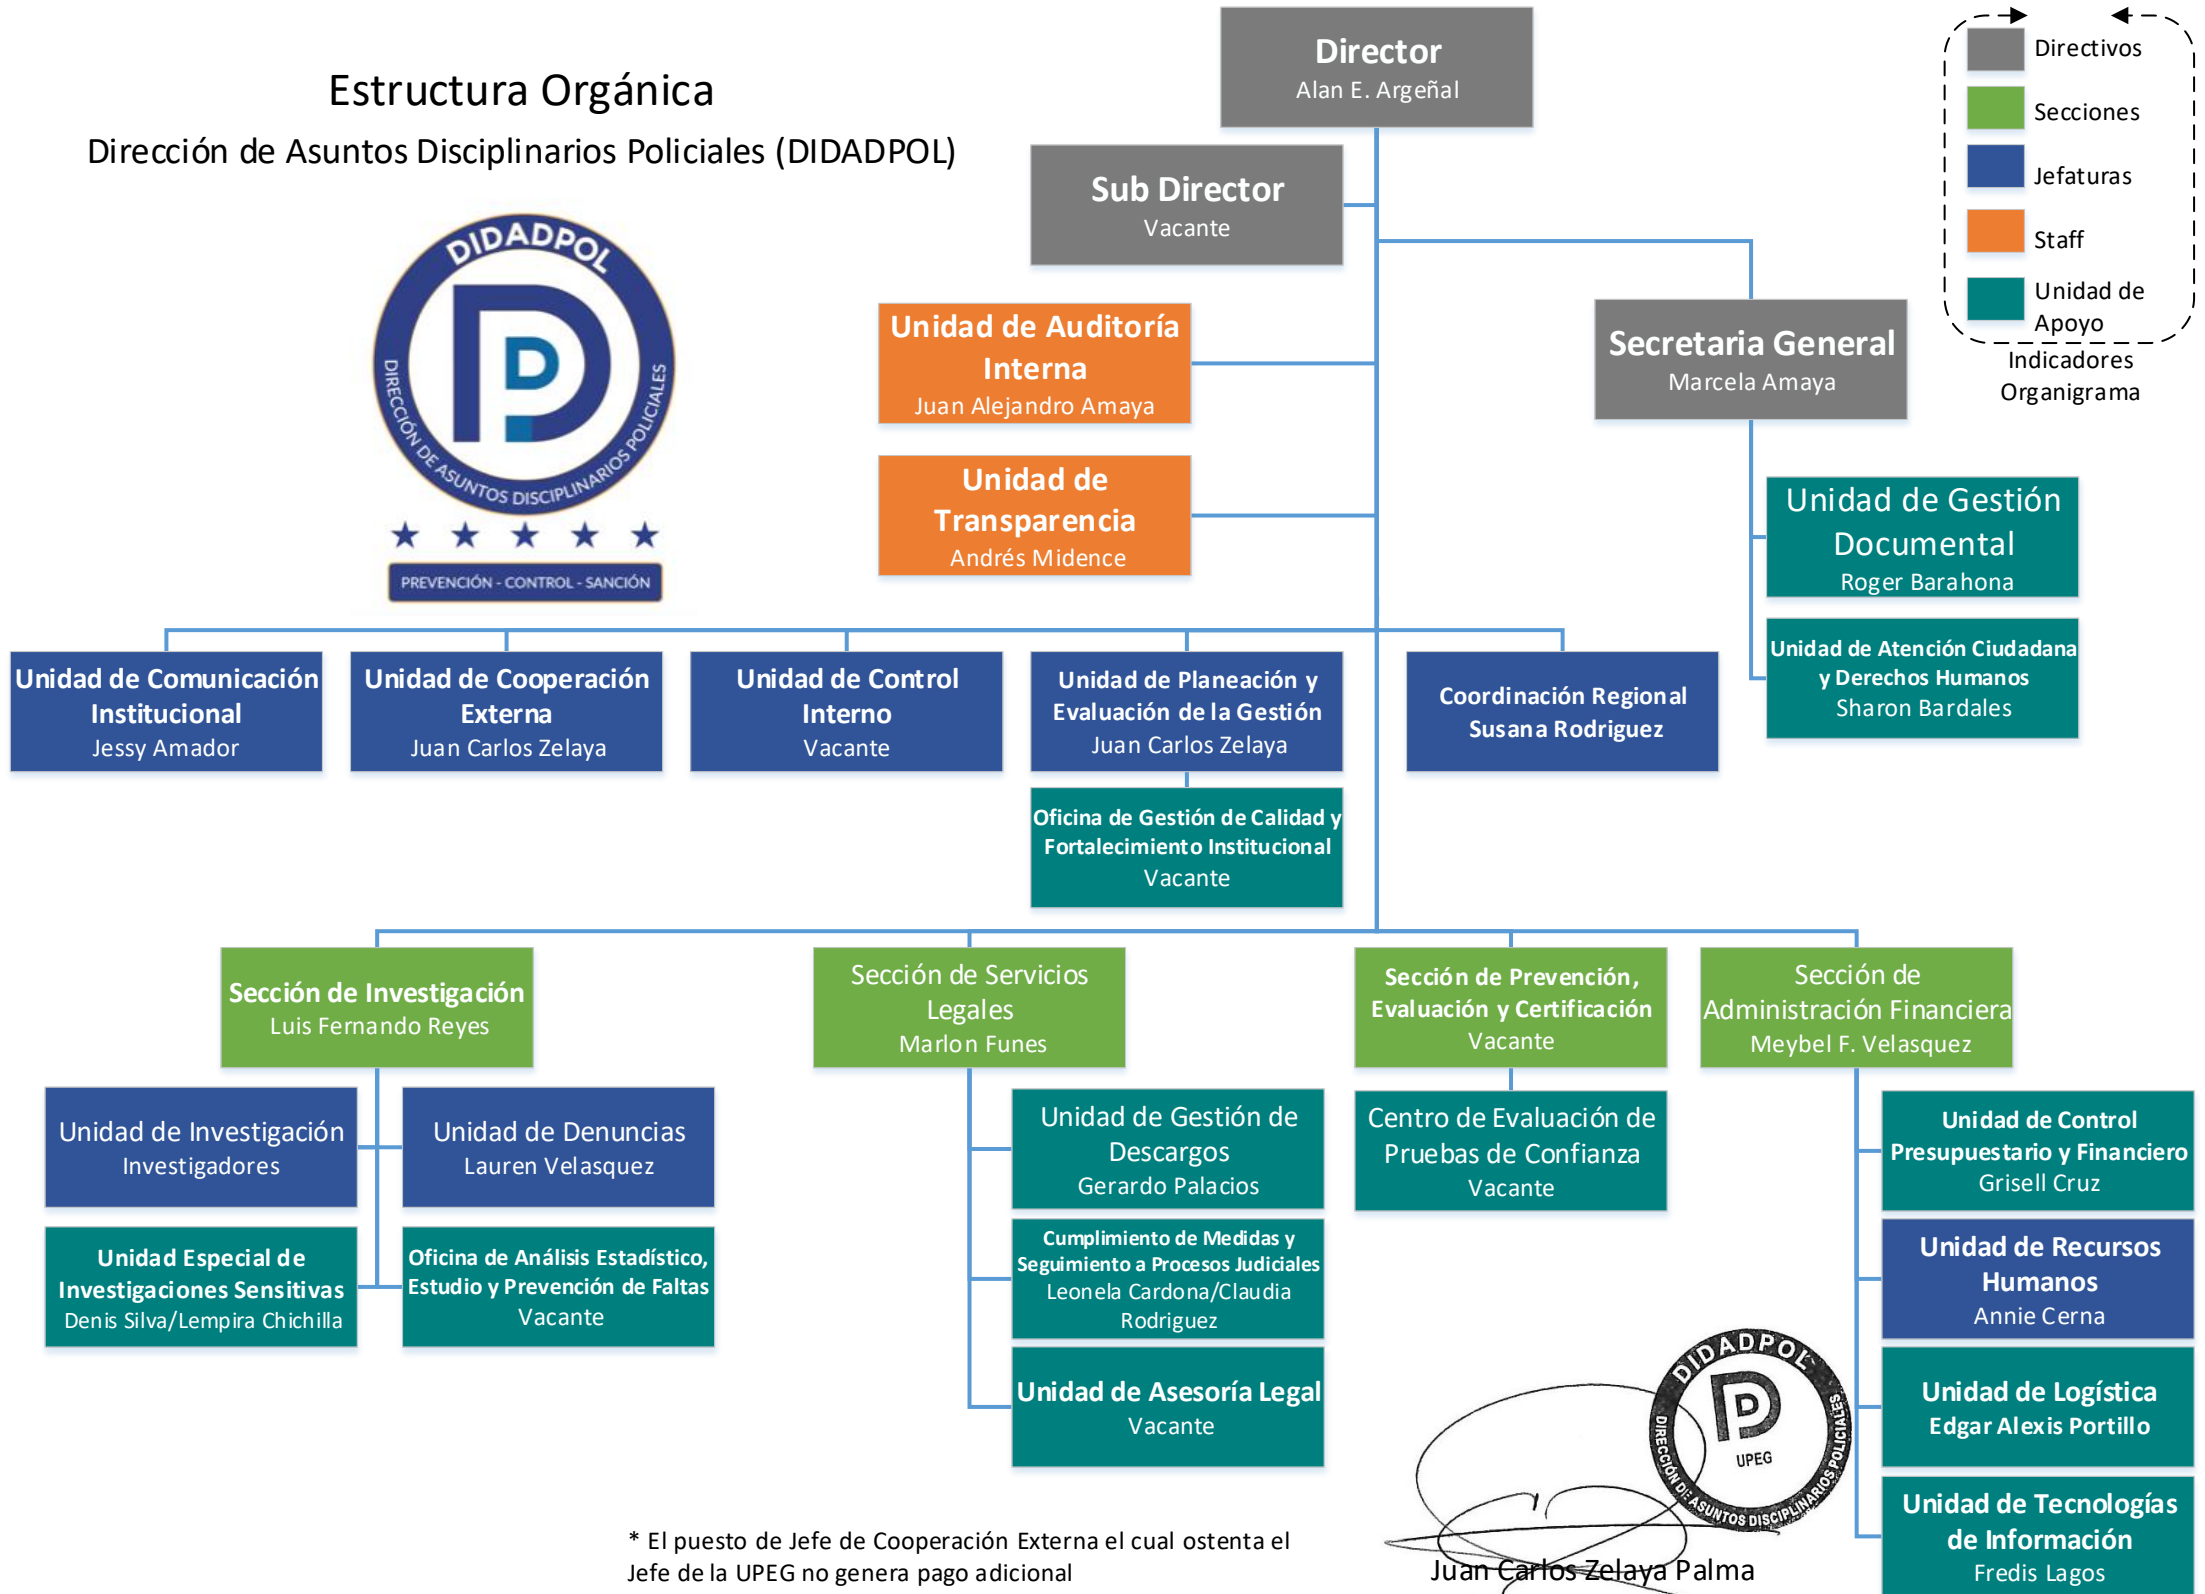 Estructura Orgánica
Dirección de Asuntos Disciplinarios Policiales (DIDADPOL)
DIDADPOL
DIRECCIÓN DE ASUNTOS DISCIPLINARIOS POLICIALES
PREVENCIÓN - CONTROL - SANCIÓN
Director
Alan E. Argeñal
Sub Director
Vacante
Directivos
Secciones
Jefaturas
Staff
Unidad de
Apoyo
Indicadores
Organigrama
Unidad de Auditoría
Interna
Juan Alejandro Amaya
Secretaria General
Marcela Amaya
Unidad de
Transparencia
Andrés Midence
Unidad de Gestión
Documental
Roger Barahona
Unidad de Atención Ciudadana
y Derechos Humanos
Sharon Bardales
Unidad de Comunicación
Institucional
Jessy Amador
Unidad de Cooperación
Externa
Juan Carlos Zelaya
Unidad de Control
Interno
Vacante
Unidad de Planeación y
Evaluación de la Gestión
Juan Carlos Zelaya
Coordinación Regional
Susana Rodriguez
Oficina de Gestión de Calidad y
Fortalecimiento Institucional
Vacante
Sección de Investigación
Luis Fernando Reyes
Sección de Servicios
Legales
Marlon Funes
Sección de Prevención,
Evaluación y Certificación
Vacante
Sección de
Administración Financiera
Meybel F. Velasquez
Unidad de Investigación
Investigadores
Unidad de Denuncias
Lauren Velasquez
Unidad Especial de
Investigaciones Sensitivas
Denis Silva/Lempira Chichilla
Oficina de Análisis Estadístico,
Estudio y Prevención de Faltas
Vacante
Unidad de Gestión de
Descargos
Gerardo Palacios
Cumplimiento de Medidas y
Seguimiento a Procesos Judiciales
Leonela Cardona/Claudia
Rodriguez
Unidad de Asesoría Legal
Vacante
Centro de Evaluación de
Pruebas de Confianza
Vacante
Unidad de Control
Presupuestario y Financiero
Grisell Cruz
Unidad de Recursos
Humanos
Annie Cerna
Unidad de Logística
Edgar Alexis Portillo
Unidad de Tecnologías
de Información
Fredis Lagos
DIDADPOL
UPEG
DIRECCIÓN DE ASUNTOS DISCIPLINARIOS POLICIALES
Juan Carlos Zelaya Palma
* El puesto de Jefe de Cooperación Externa el cual ostenta el
Jefe de la UPEG no genera pago adicional